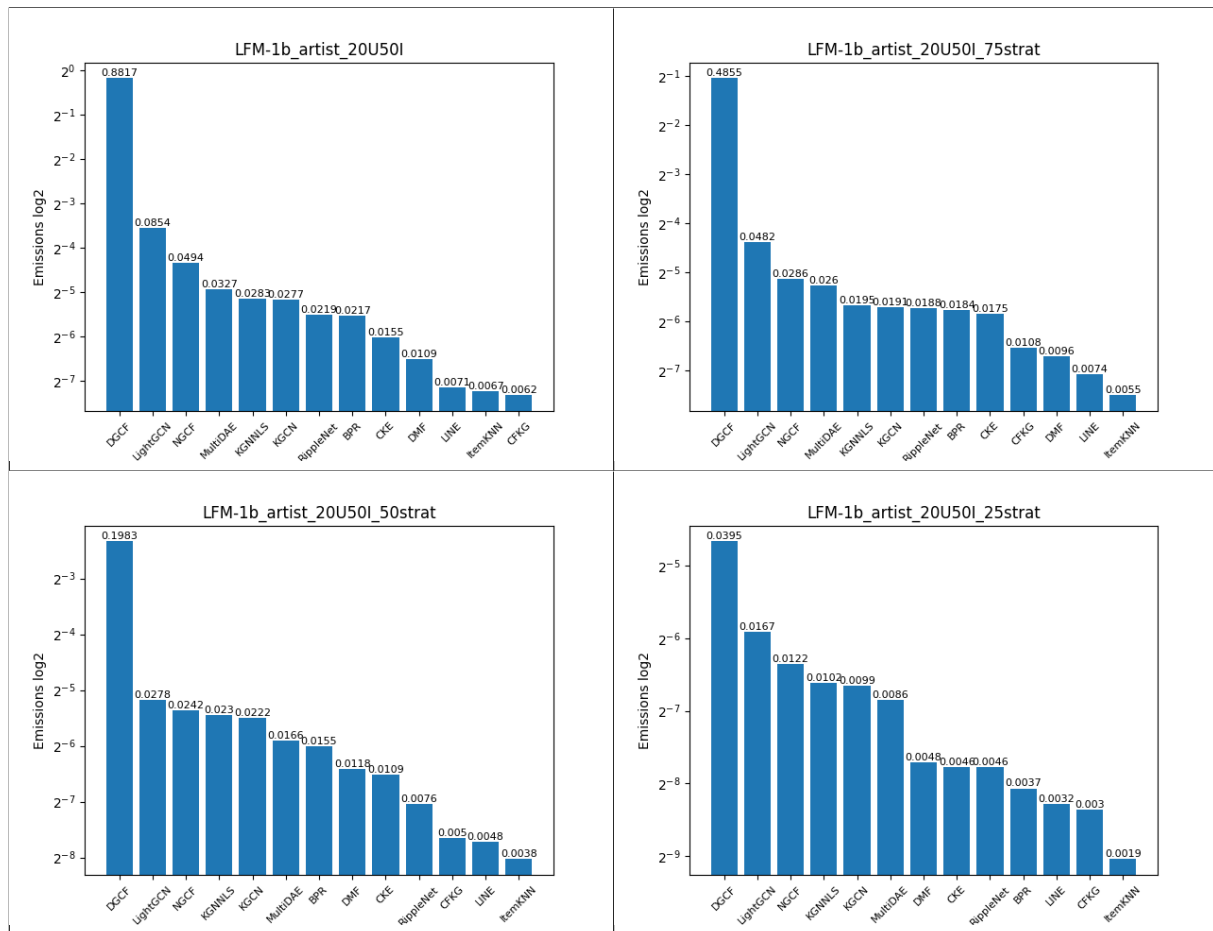 LFM-1b_artist_20U50I
Emissions log2
2^0
2^-1
2^-2
2^-3
2^-4
2^-5
2^-6
2^-7
0.8817
0.0854
0.0494
0.0327
0.0283
0.0277
0.0219
0.0217
0.0155
0.0109
0.0071
0.0067
0.0062
DGCF
LightGCN
NGCF
MultiDAE
KGNNLS
KGCN
RippleNet
BPR
CKE
DMF
LINE
ItemKNN
CFKG
LFM-1b_artist_20U50I_75strat
Emissions log2
2^-1
2^-2
2^-3
2^-4
2^-5
2^-6
2^-7
0.4855
0.0482
0.0286
0.026
0.0195
0.0191
0.0188
0.0184
0.0175
0.0108
0.0096
0.0074
0.0055
DGCF
LightGCN
NGCF
MultiDAE
KGNNLS
KGCN
RippleNet
BPR
CKE
CFKG
DMF
LINE
ItemKNN
LFM-1b_artist_20U50I_50strat
Emissions log2
2^-3
2^-4
2^-5
2^-6
2^-7
2^-8
0.1983
0.0278
0.0242
0.023
0.0222
0.0166
0.0155
0.0118
0.0109
0.0076
0.005
0.0048
0.0038
DGCF
LightGCN
NGCF
KGNNLS
KGCN
MultiDAE
BPR
DMF
CKE
RippleNet
CFKG
LINE
ItemKNN
LFM-1b_artist_20U50I_25strat
Emissions log2
2^-5
2^-6
2^-7
2^-8
2^-9
0.0395
0.0167
0.0122
0.0102
0.0099
0.0086
0.0048
0.0046
0.0046
0.0037
0.0032
0.003
0.0019
DGCF
LightGCN
NGCF
KGNNLS
KGCN
MultiDAE
DMF
CKE
RippleNet
BPR
LINE
CFKG
ItemKNN